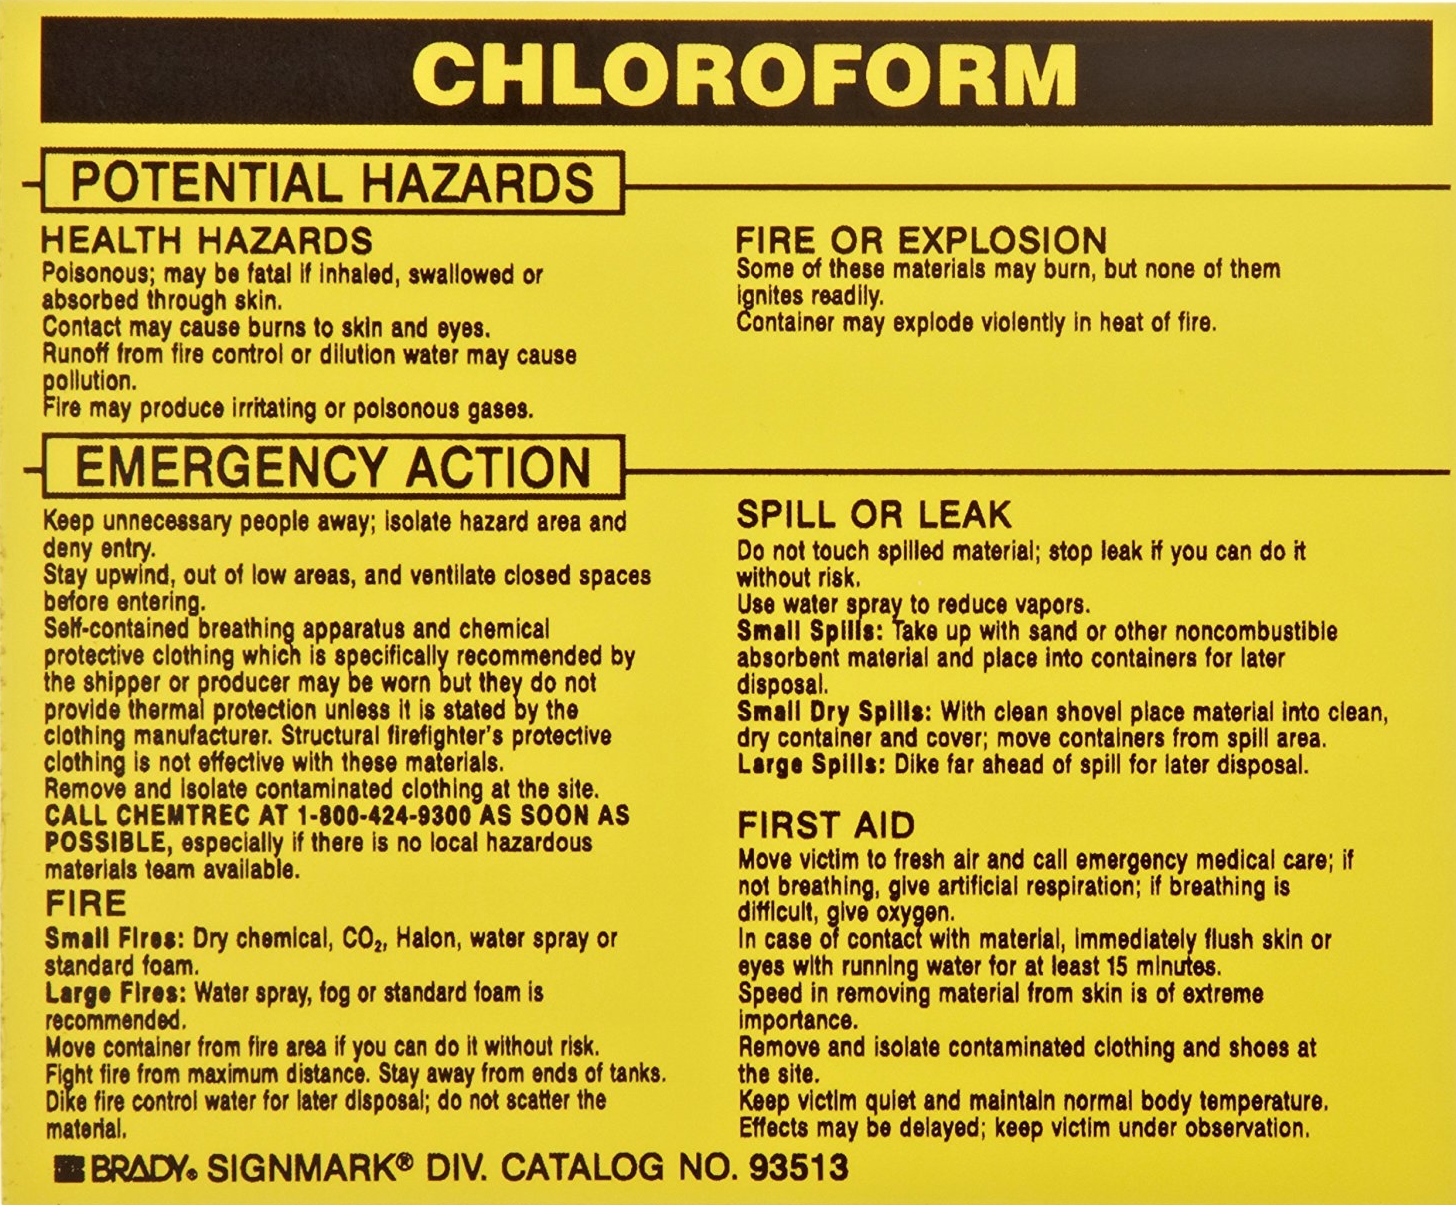 CHLOROFORM
POTENTIAL HAZARDS
HEALTH HAZARDS
Poisonous; may be fatal if inhaled, swallowed or
absorbed through skin.
Contact may cause burns to skin and eyes.
Runoff from fire control or dilution water may cause
pollution.
Fire may produce irritating or poisonous gases.
FIRE OR EXPLOSION
Some of these materials may burn, but none of them
ignites readily.
Container may explode violently in heat of fire.
EMERGENCY ACTION
Keep unnecessary people away; isolate hazard area and
deny entry.
Stay upwind, out of low areas, and ventilate closed spaces
before entering.
Self-contained breathing apparatus and chemical
protective clothing which is specifically recommended by
the shipper or producer may be worn but they do not
provide thermal protection unless it is stated by the
clothing manufacturer. Structural firefighter's protective
clothing is not effective with these materials.
Remove and isolate contaminated clothing at the site.
CALL CHEMTREC AT 1-800-424-9300 AS SOON AS
POSSIBLE, especially if there is no local hazardous
materials team available.
FIRE
Small Fires: Dry chemical, CO₂, Halon, water spray or
standard foam.
Large Fires: Water spray, fog or standard foam is
recommended.
Move container from fire area if you can do it without risk.
Fight fire from maximum distance. Stay away from ends of tanks.
Dike fire control water for later disposal; do not scatter the
material.
SPILL OR LEAK
Do not touch spilled material; stop leak if you can do it
without risk.
Use water spray to reduce vapors.
Small Spills: Take up with sand or other noncombustible
absorbent material and place into containers for later
disposal.
Small Dry Spills: With clean shovel place material into clean,
dry container and cover; move containers from spill area.
Large Spills: Dike far ahead of spill for later disposal.
FIRST AID
Move victim to fresh air and call emergency medical care; if
not breathing, give artificial respiration; if breathing is
difficult, give oxygen.
In case of contact with material, immediately flush skin or
eyes with running water for at least 15 minutes.
Speed in removing material from skin is of extreme
importance.
Remove and isolate contaminated clothing and shoes at
the site.
Keep victim quiet and maintain normal body temperature.
Effects may be delayed; keep victim under observation.
BRADY® SIGNMARK® DIV. CATALOG NO. 93513